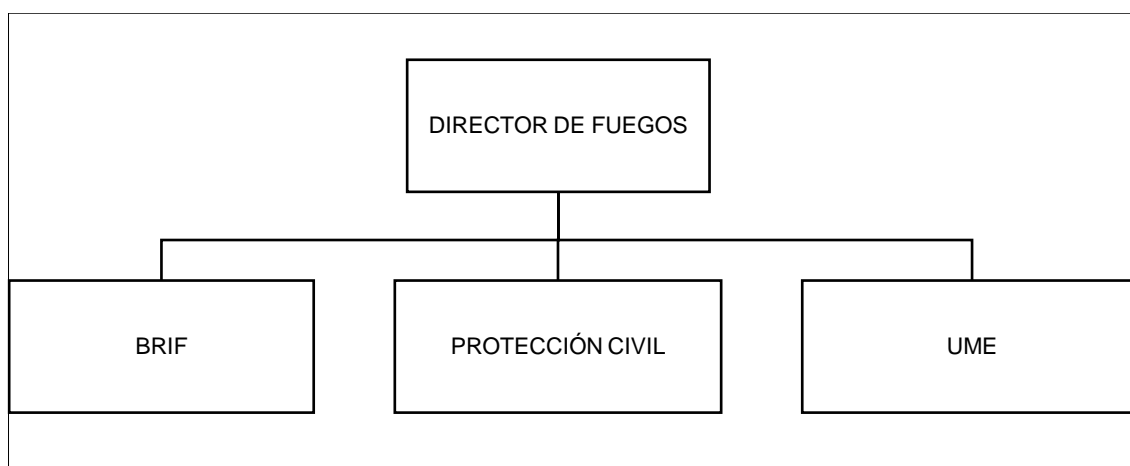 DIRECTOR DE FUEGOS
BRIF
PROTECCIÓN CIVIL
UME